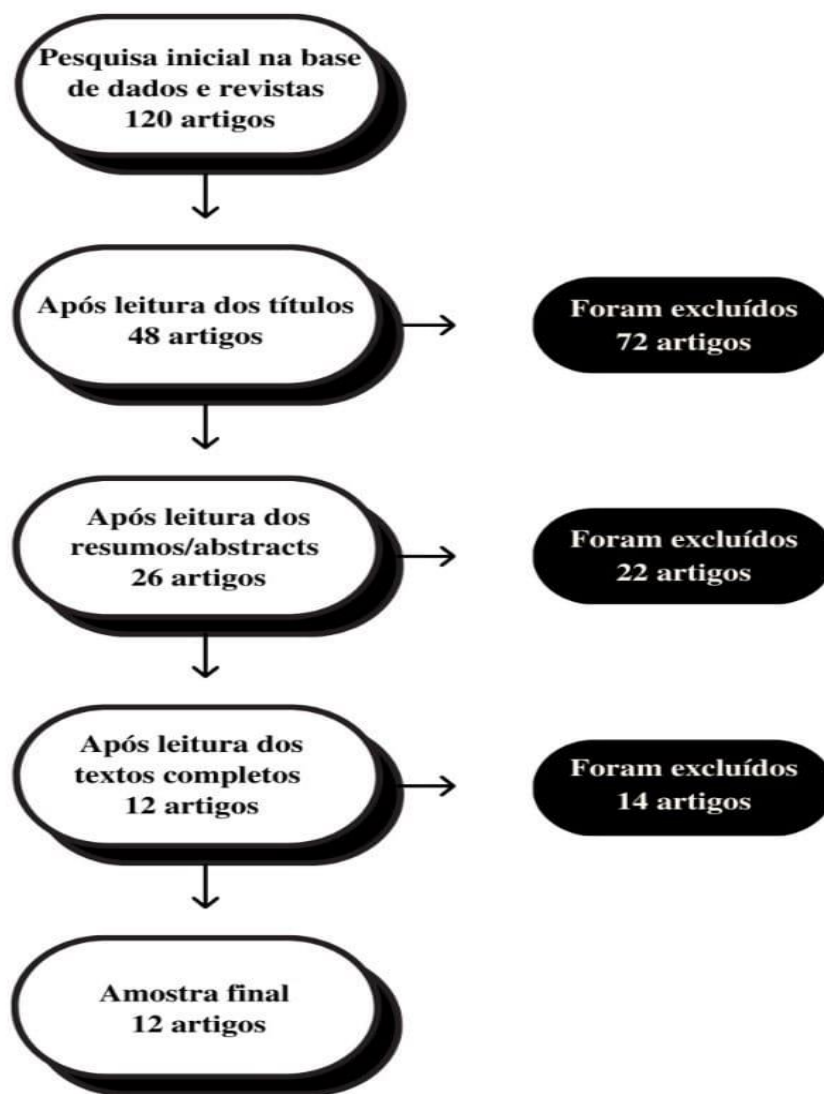 Pesquisa inicial na base
de dados e revistas
120 artigos
Após leitura dos títulos
48 artigos
Foram excluídos
72 artigos
Após leitura dos
resumos/abstracts
26 artigos
Foram excluídos
22 artigos
Após leitura dos
textos completos
12 artigos
Foram excluídos
14 artigos
Amostra final
12 artigos